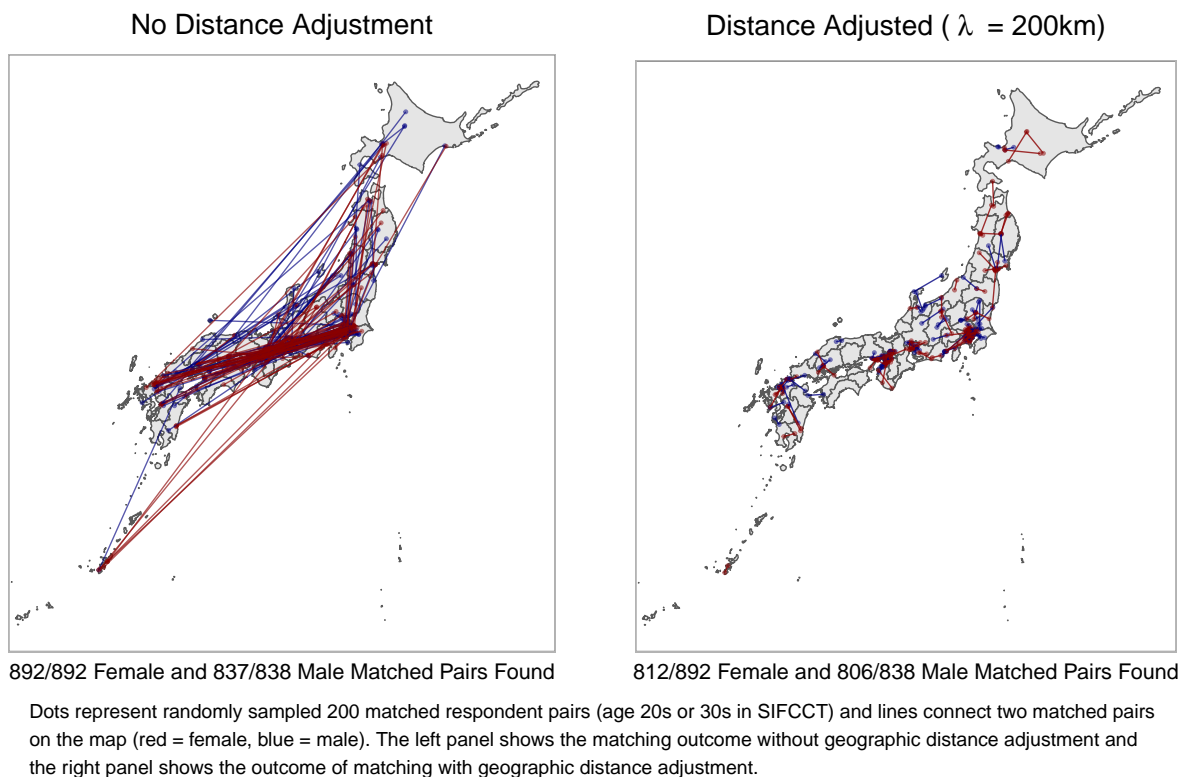 No Distance Adjustment
Distance Adjusted ( λ = 200km)
892/892 Female and 837/838 Male Matched Pairs Found
812/892 Female and 806/838 Male Matched Pairs Found
Dots represent randomly sampled 200 matched respondent pairs (age 20s or 30s in SIFCCT) and lines connect two matched pairs
on the map (red = female, blue = male). The left panel shows the matching outcome without geographic distance adjustment and
the right panel shows the outcome of matching with geographic distance adjustment.